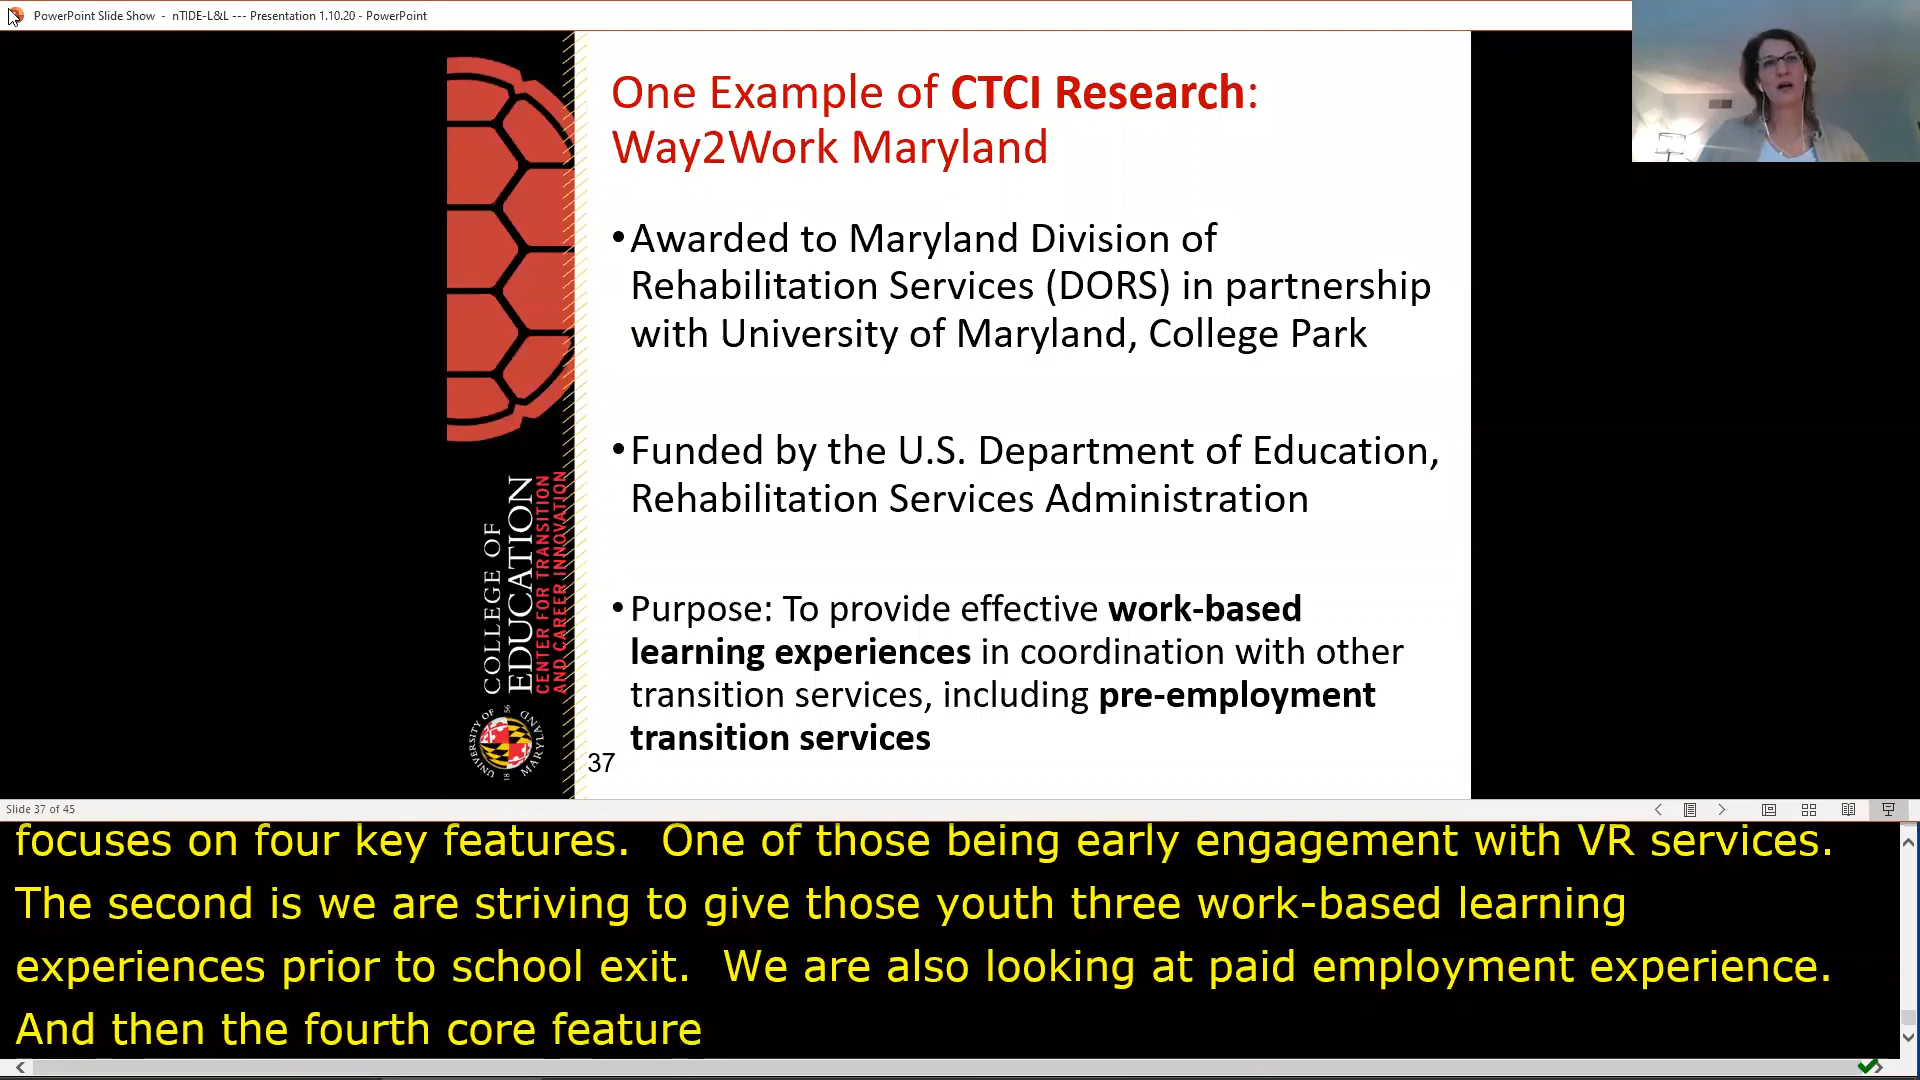 PowerPoint Slide Show - nTIDE-L&L --- Presentation 1.10.20 - PowerPoint
One Example of CTCI Research:
Way2Work Maryland
•Awarded to Maryland Division of
Rehabilitation Services (DORS) in partnership
with University of Maryland, College Park
•Funded by the U.S. Department of Education,
Rehabilitation Services Administration
•Purpose: To provide effective work-based
learning experiences in coordination with other
transition services, including pre-employment
transition services
37
COLLEGE OF
EDUCATION
CENTER FOR TRANSITION
AND CAREER INNOVATION
UNIVERSITY OF MARYLAND
18 56
Slide 37 of 45
focuses on four key features. One of those being early engagement with VR services.
The second is we are striving to give those youth three work-based learning
experiences prior to school exit. We are also looking at paid employment experience.
And then the fourth core feature